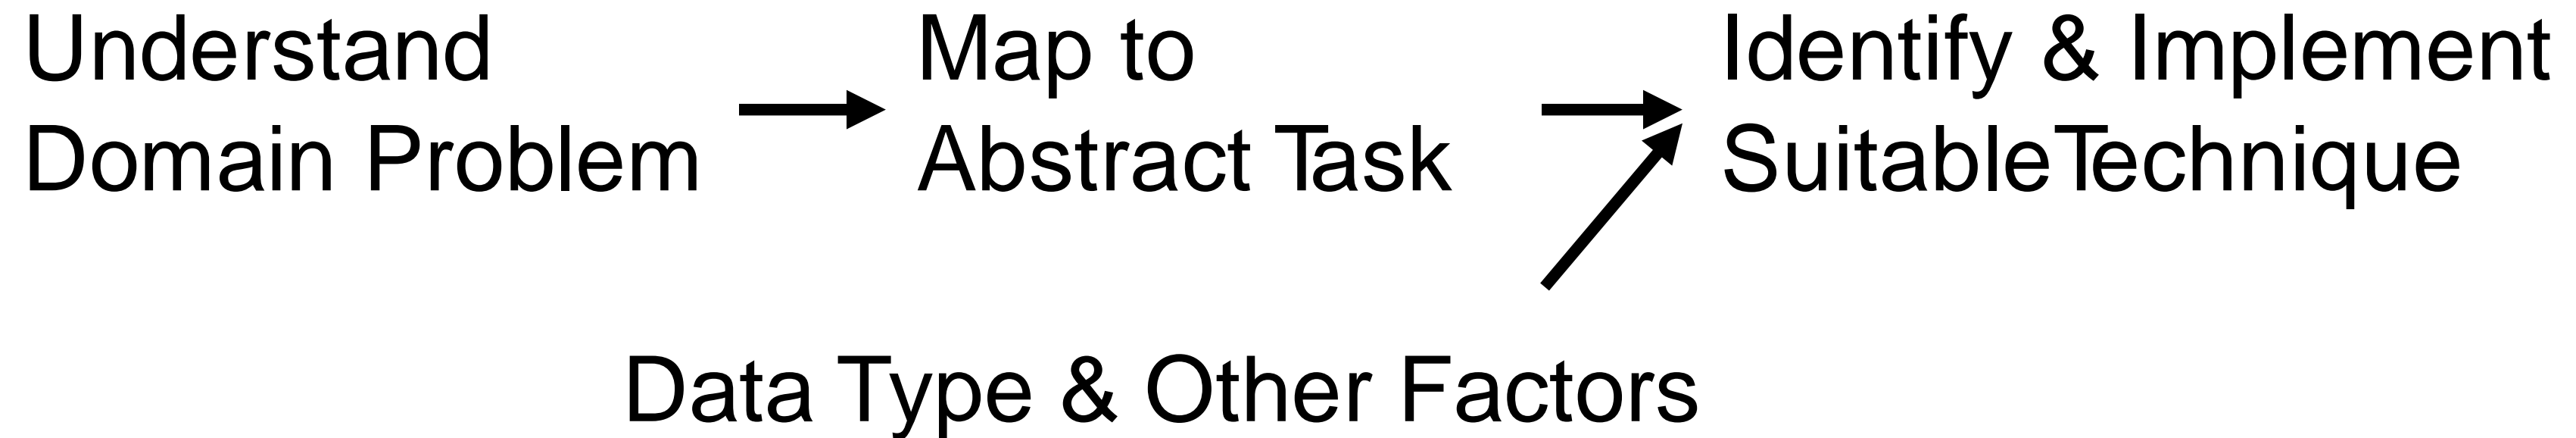 Understand
Domain Problem
Map to
Abstract Task
Identify & Implement
SuitableTechnique
Data Type & Other Factors